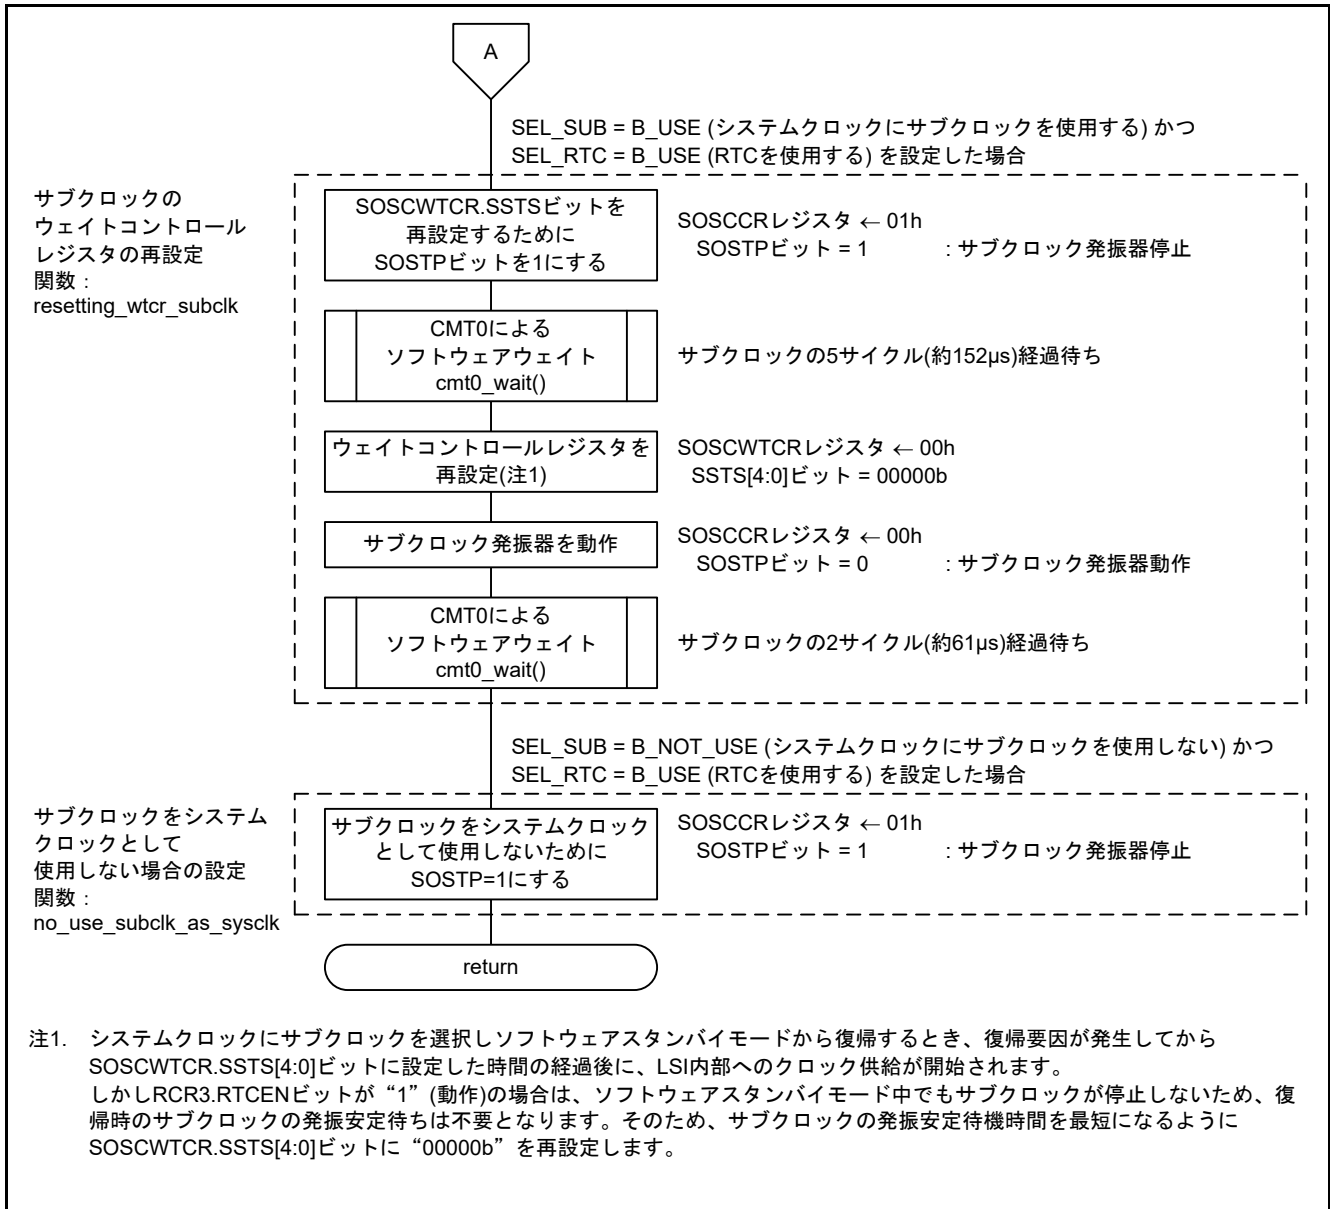 A
SEL_SUB = B_USE (システムクロックにサブクロックを使用する) かつ
SEL_RTC = B_USE (RTCを使用する) を設定した場合
サブクロックの
ウェイトコントロール
レジスタの再設定
関数：
resetting_wtcr_subclk
SOSCWTCR.SSTSビットを
再設定するために
SOSTPビットを1にする
SOSCCRレジスタ ← 01h
SOSTPビット = 1 : サブクロック発振器停止
CMT0による
ソフトウェアウェイト
cmt0_wait()
サブクロックの5サイクル(約152µs)経過待ち
ウェイトコントロールレジスタを
再設定(注1)
SOSCWTCRレジスタ ← 00h
SSTS[4:0]ビット = 00000b
サブクロック発振器を動作
SOSCCRレジスタ ← 00h
SOSTPビット = 0 : サブクロック発振器動作
CMT0による
ソフトウェアウェイト
cmt0_wait()
サブクロックの2サイクル(約61µs)経過待ち
SEL_SUB = B_NOT_USE (システムクロックにサブクロックを使用しない) かつ
SEL_RTC = B_USE (RTCを使用する) を設定した場合
サブクロックをシステム
クロックとして
使用しない場合の設定
関数：
no_use_subclk_as_sysclk
サブクロックをシステムクロック
として使用しないために
SOSTP=1にする
SOSCCRレジスタ ← 01h
SOSTPビット = 1 : サブクロック発振器停止
return
注1. システムクロックにサブクロックを選択しソフトウェアスタンバイモードから復帰するとき、復帰要因が発生してから
SOSCWTCR.SSTS[4:0]ビットに設定した時間の経過後に、LSI内部へのクロック供給が開始されます。
しかしRCR3.RTCENビットが“1”(動作)の場合は、ソフトウェアスタンバイモード中でもサブクロックが停止しないため、復
帰時のサブクロックの発振安定待ちは不要となります。そのため、サブクロックの発振安定待機時間を最短になるように
SOSCWTCR.SSTS[4:0]ビットに“00000b”を再設定します。